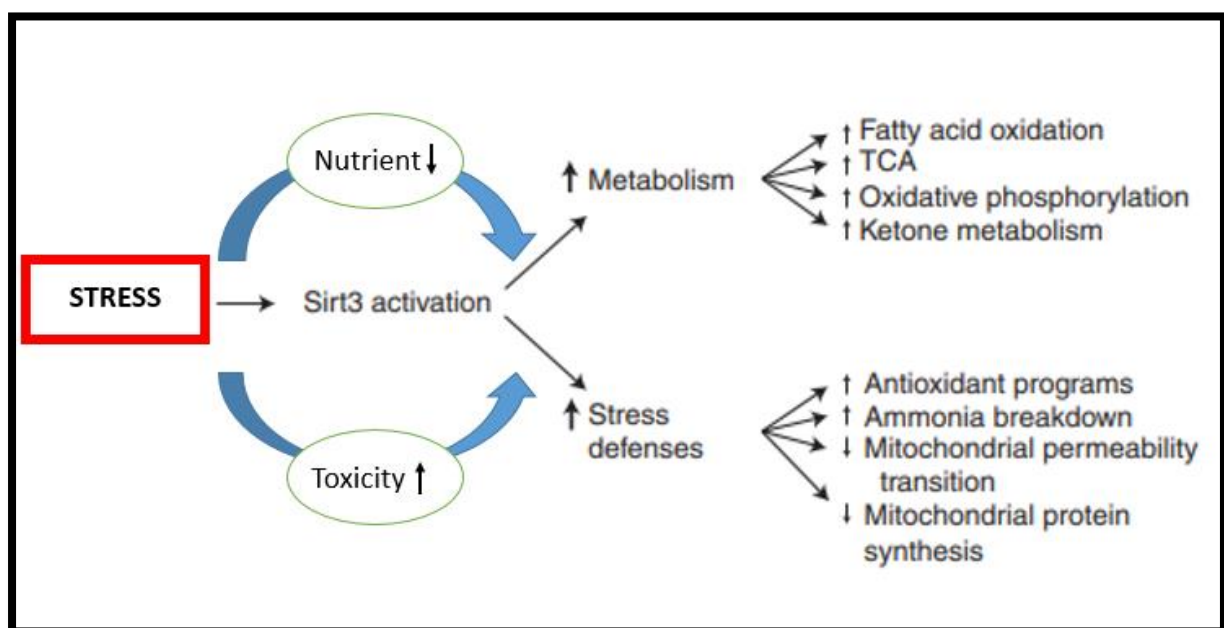 Nutrient ↓
STRESS
Sirt3 activation
Toxicity ↑
↑ Metabolism
↑ Fatty acid oxidation
↑ TCA
↑ Oxidative phosphorylation
↑ Ketone metabolism
↑ Stress
defenses
↑ Antioxidant programs
↑ Ammonia breakdown
↓ Mitochondrial permeability
transition
↓ Mitochondrial protein
synthesis